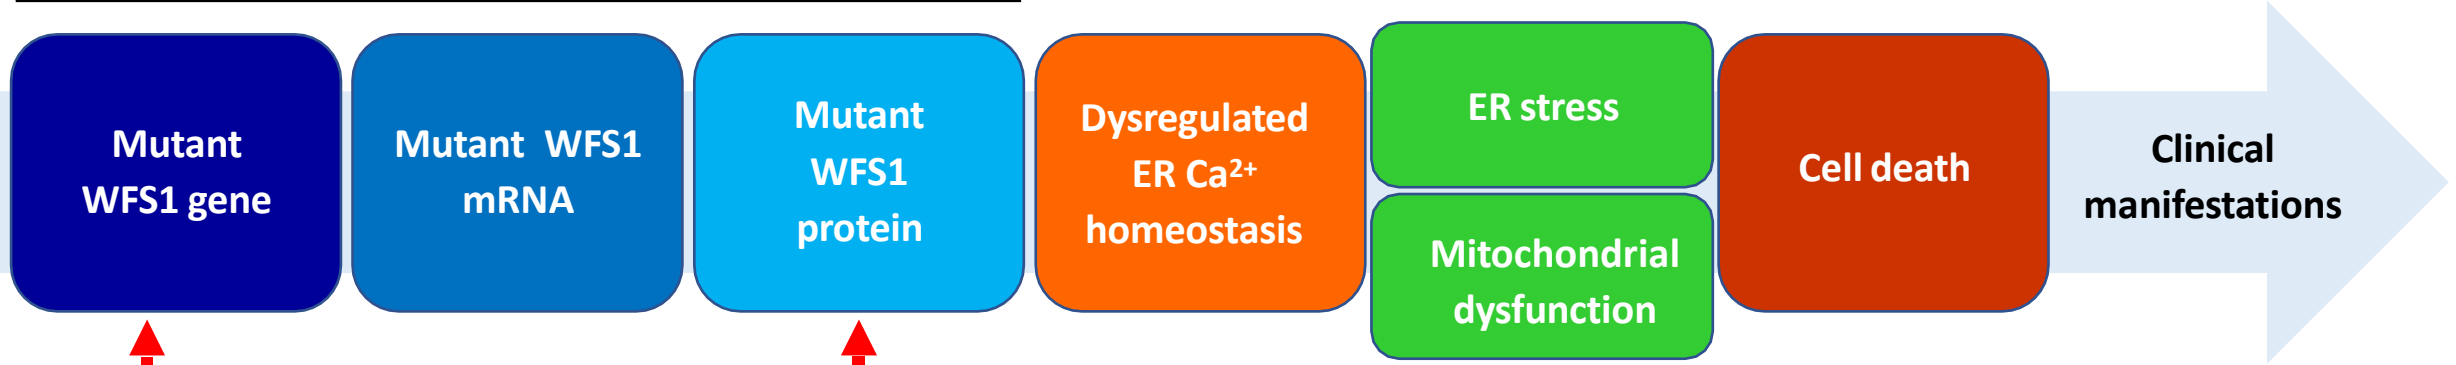 Mutant
WFS1 gene
Mutant WFS1
mRNA
Mutant
WFS1
protein
Dysregulated
ER Ca²⁺
homeostasis
ER stress
Mitochondrial
dysfunction
Cell death
Clinical
manifestations